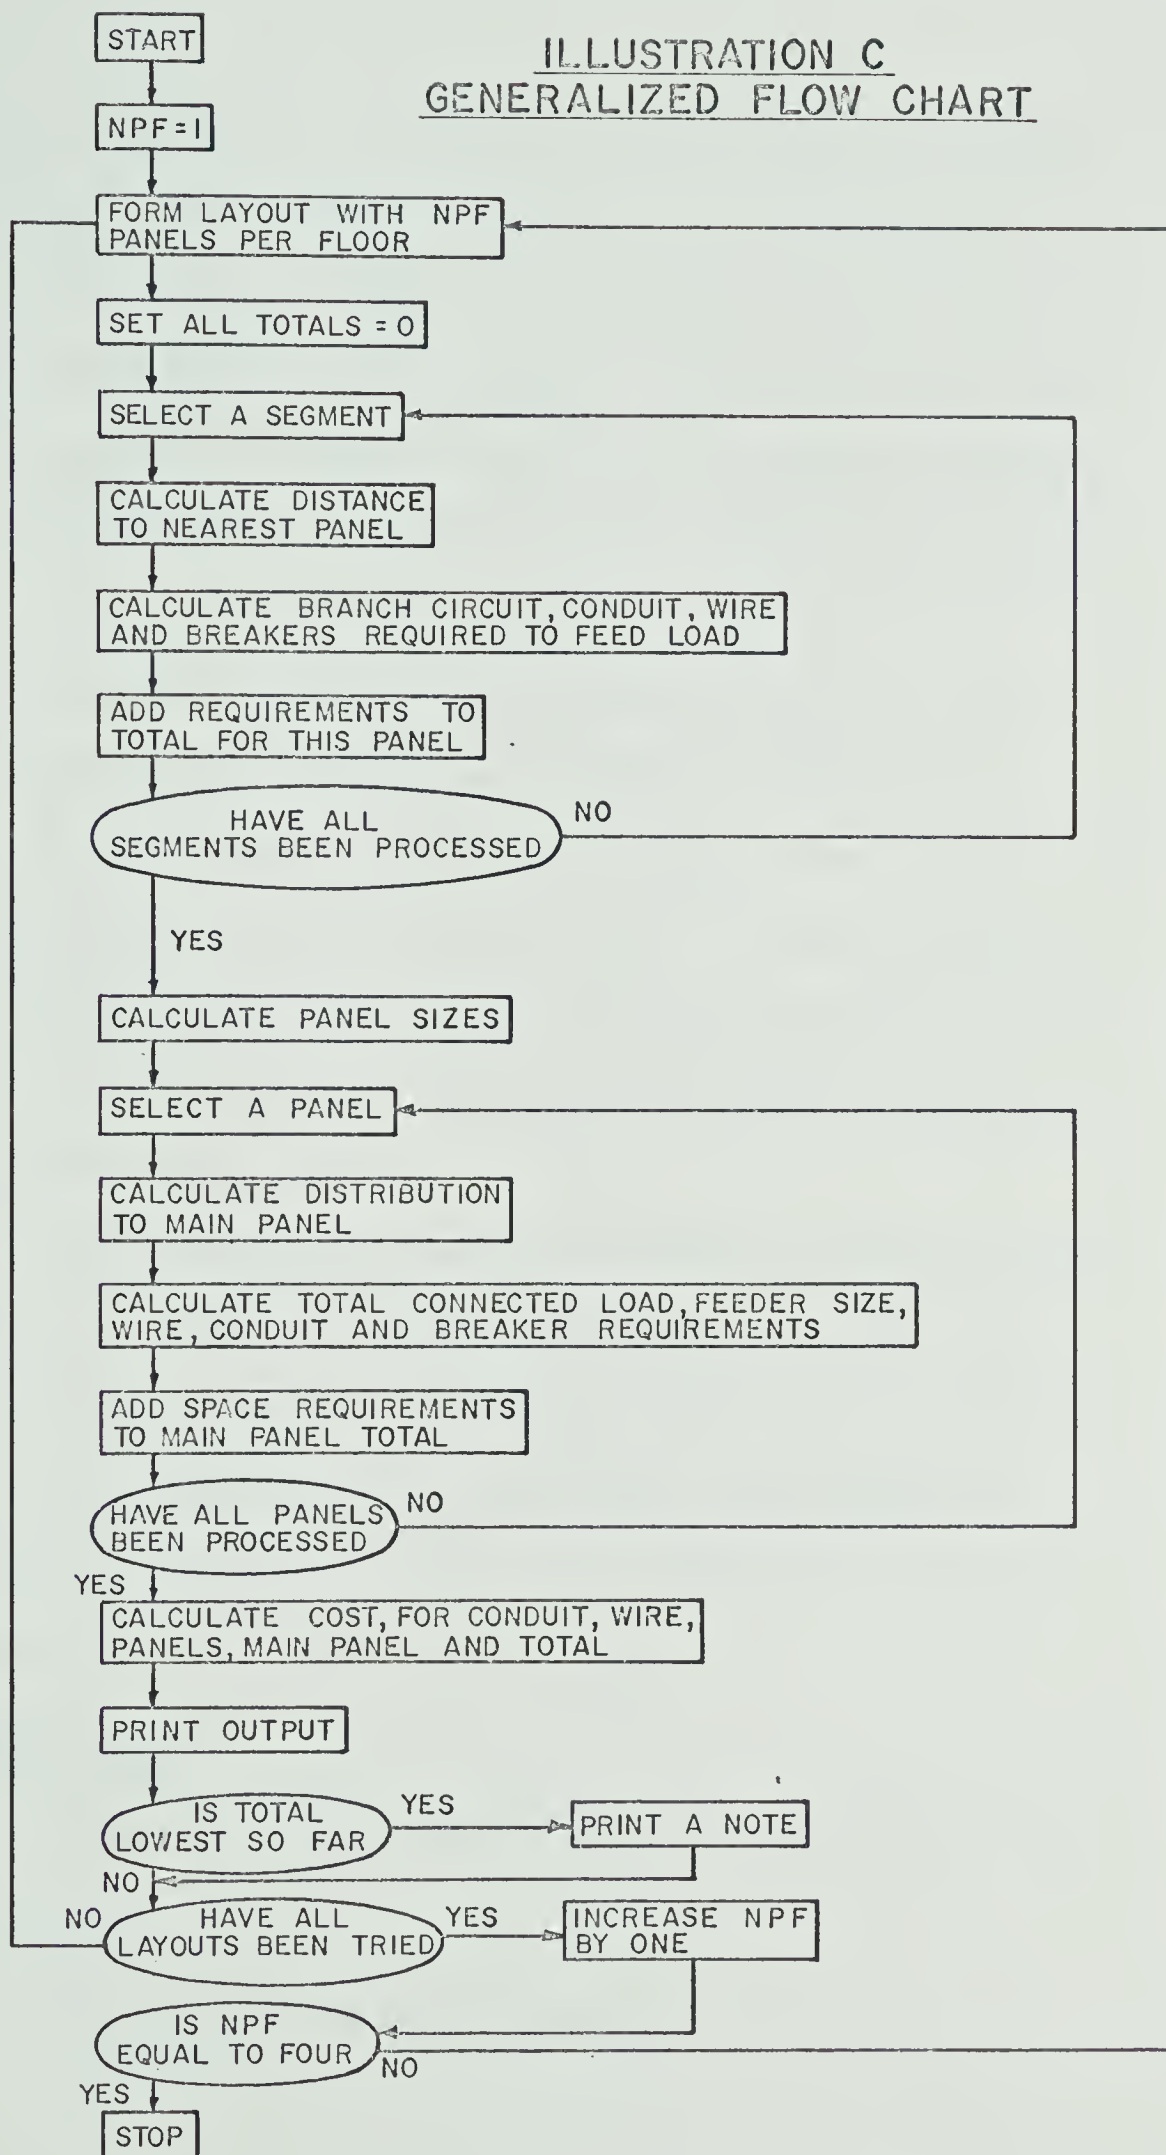 ILLUSTRATION C
GENERALIZED FLOW CHART
START
NPF=1
FORM LAYOUT WITH NPF
PANELS PER FLOOR
SET ALL TOTALS = 0
SELECT A SEGMENT
CALCULATE DISTANCE
TO NEAREST PANEL
CALCULATE BRANCH CIRCUIT, CONDUIT, WIRE
AND BREAKERS REQUIRED TO FEED LOAD
ADD REQUIREMENTS TO
TOTAL FOR THIS PANEL
HAVE ALL
SEGMENTS BEEN PROCESSED
NO
YES
CALCULATE PANEL SIZES
SELECT A PANEL
CALCULATE DISTRIBUTION
TO MAIN PANEL
CALCULATE TOTAL CONNECTED LOAD, FEEDER SIZE,
WIRE, CONDUIT AND BREAKER REQUIREMENTS
ADD SPACE REQUIREMENTS
TO MAIN PANEL TOTAL
HAVE ALL PANELS
BEEN PROCESSED
NO
YES
CALCULATE COST, FOR CONDUIT, WIRE,
PANELS, MAIN PANEL AND TOTAL
PRINT OUTPUT
IS TOTAL
LOWEST SO FAR
YES
PRINT A NOTE
NO
NO
HAVE ALL
LAYOUTS BEEN TRIED
YES
INCREASE NPF
BY ONE
IS NPF
EQUAL TO FOUR
NO
YES
STOP